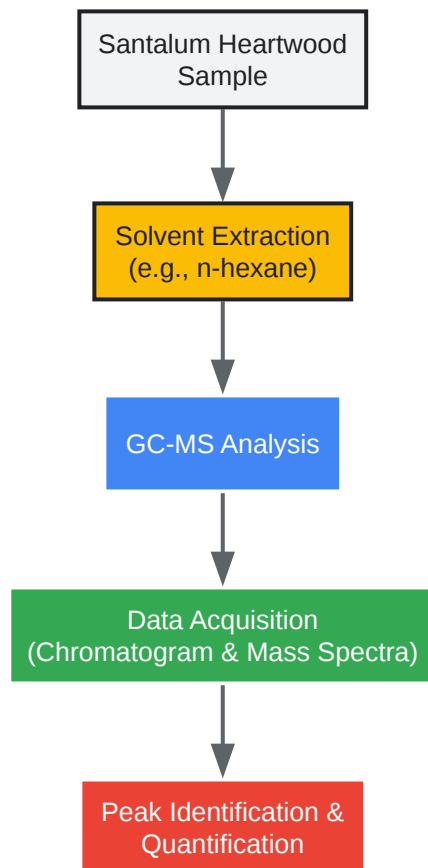 Santalum Heartwood
Sample
Solvent Extraction
(e.g., n-hexane)
GC-MS Analysis
Data Acquisition
(Chromatogram & Mass Spectra)
Peak Identification &
Quantification